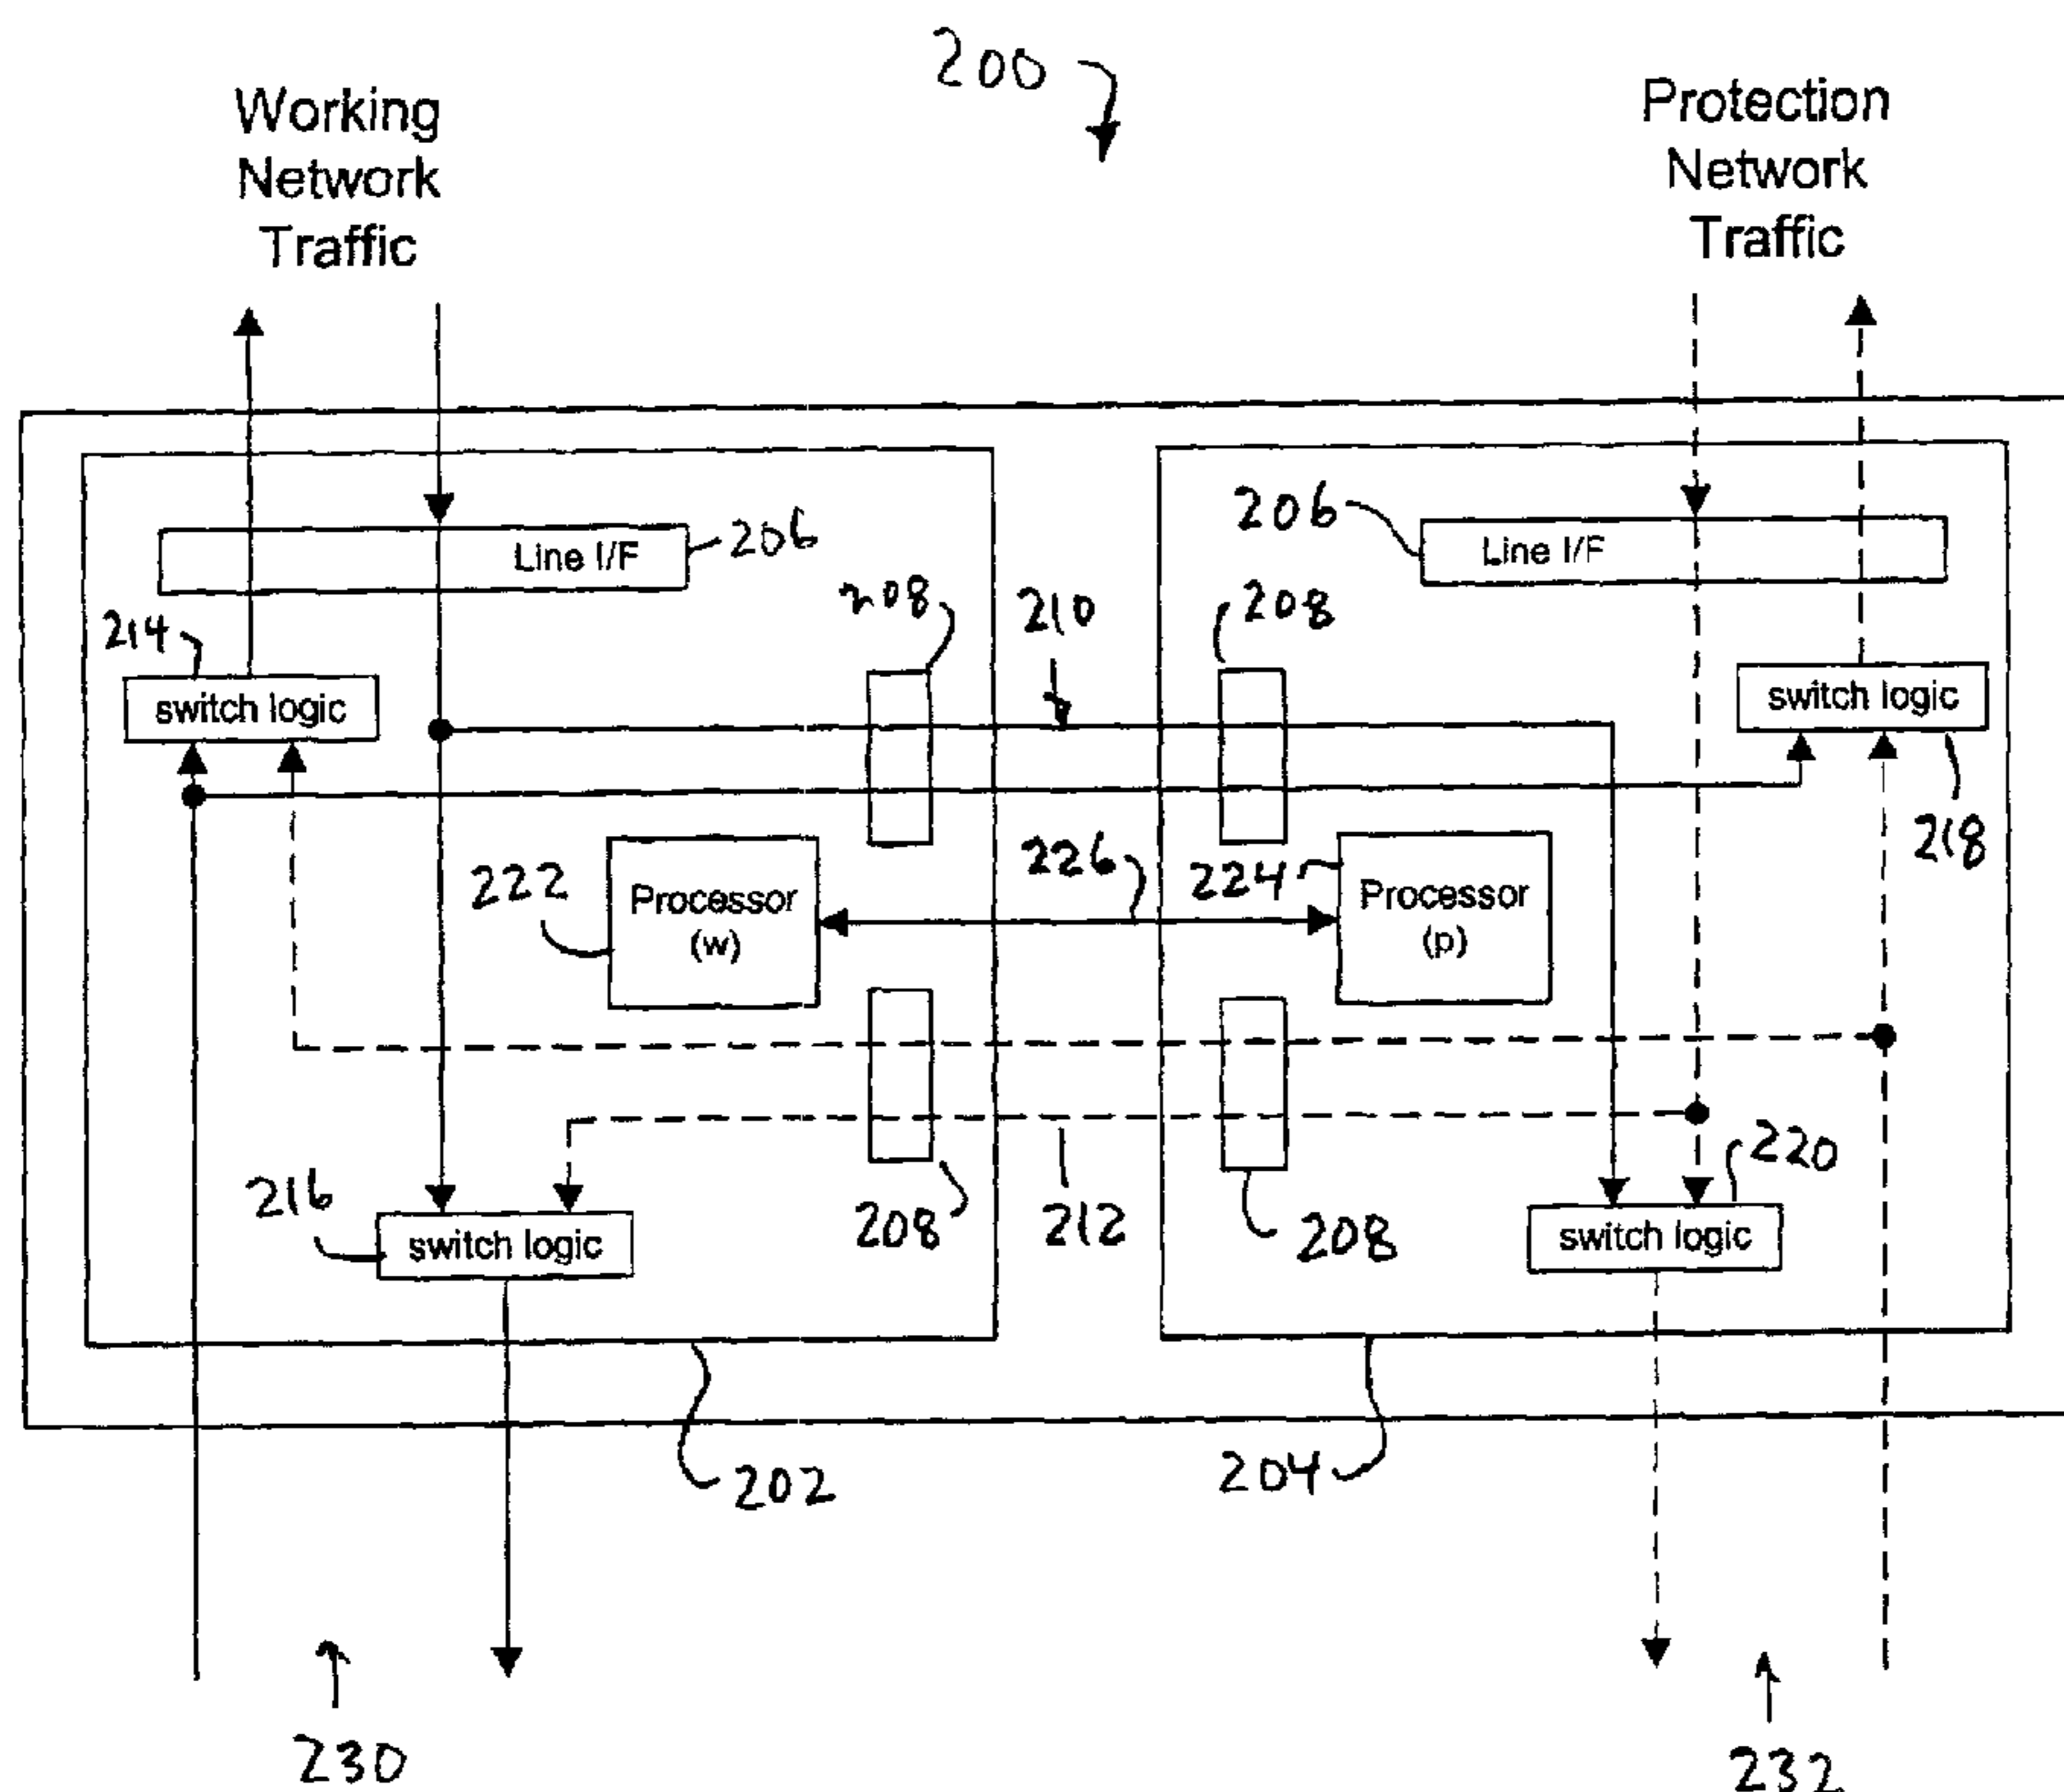 200
Working
Network
Traffic
Protection
Network
Traffic
Line I/F
206
206
Line I/F
208
210
208
214
switch logic
switch logic
218
222
Processor
(w)
226
224
Processor
(p)
216
switch logic
208
212
208
220
switch logic
202
204
230
232